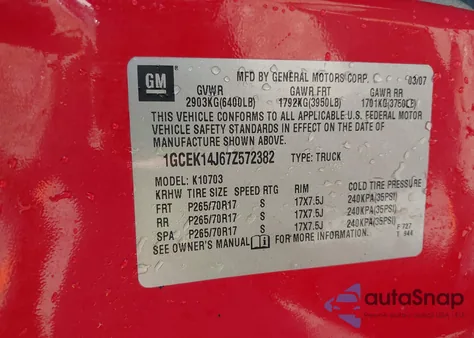 GM
MFD BY GENERAL MOTORS CORP. 03/07
GVWR GAWR FRT GAWR RR
2903KG(6400LB) 1792KG(3950LB) 1701KG(3750LB)
THIS VEHICLE CONFORMS TO ALL APPLICABLE U.S. FEDERAL MOTOR
VEHICLE SAFETY STANDARDS IN EFFECT ON THE DATE OF
MANUFACTURE SHOWN ABOVE.
1GCEK14J67Z572382 TYPE: TRUCK
MODEL: K10703
KRHW TIRE SIZE SPEED RTG RIM COLD TIRE PRESSURE
FRT P265/70R17 S 17X7.5J 240KPA(35PSI)
RR P265/70R17 S 17X7.5J 240KPA(35PSI)
SPA P265/70R17 S 17X7.5J 240KPA(35PSI)
SEE OWNER'S MANUAL FOR MORE INFORMATION.
autoSnap